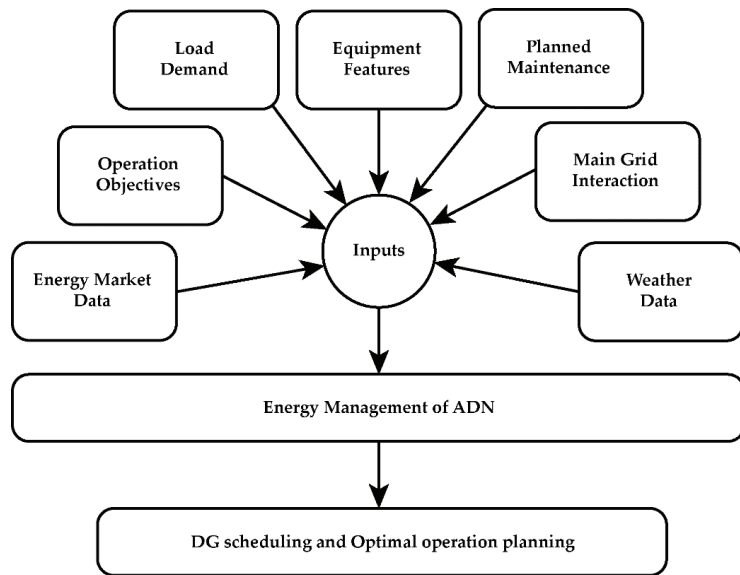 Load
Demand
Equipment
Features
Planned
Maintenance
Operation
Objectives
Main Grid
Interaction
Inputs
Energy Market
Data
Weather
Data
Energy Management of ADN
DG scheduling and Optimal operation planning